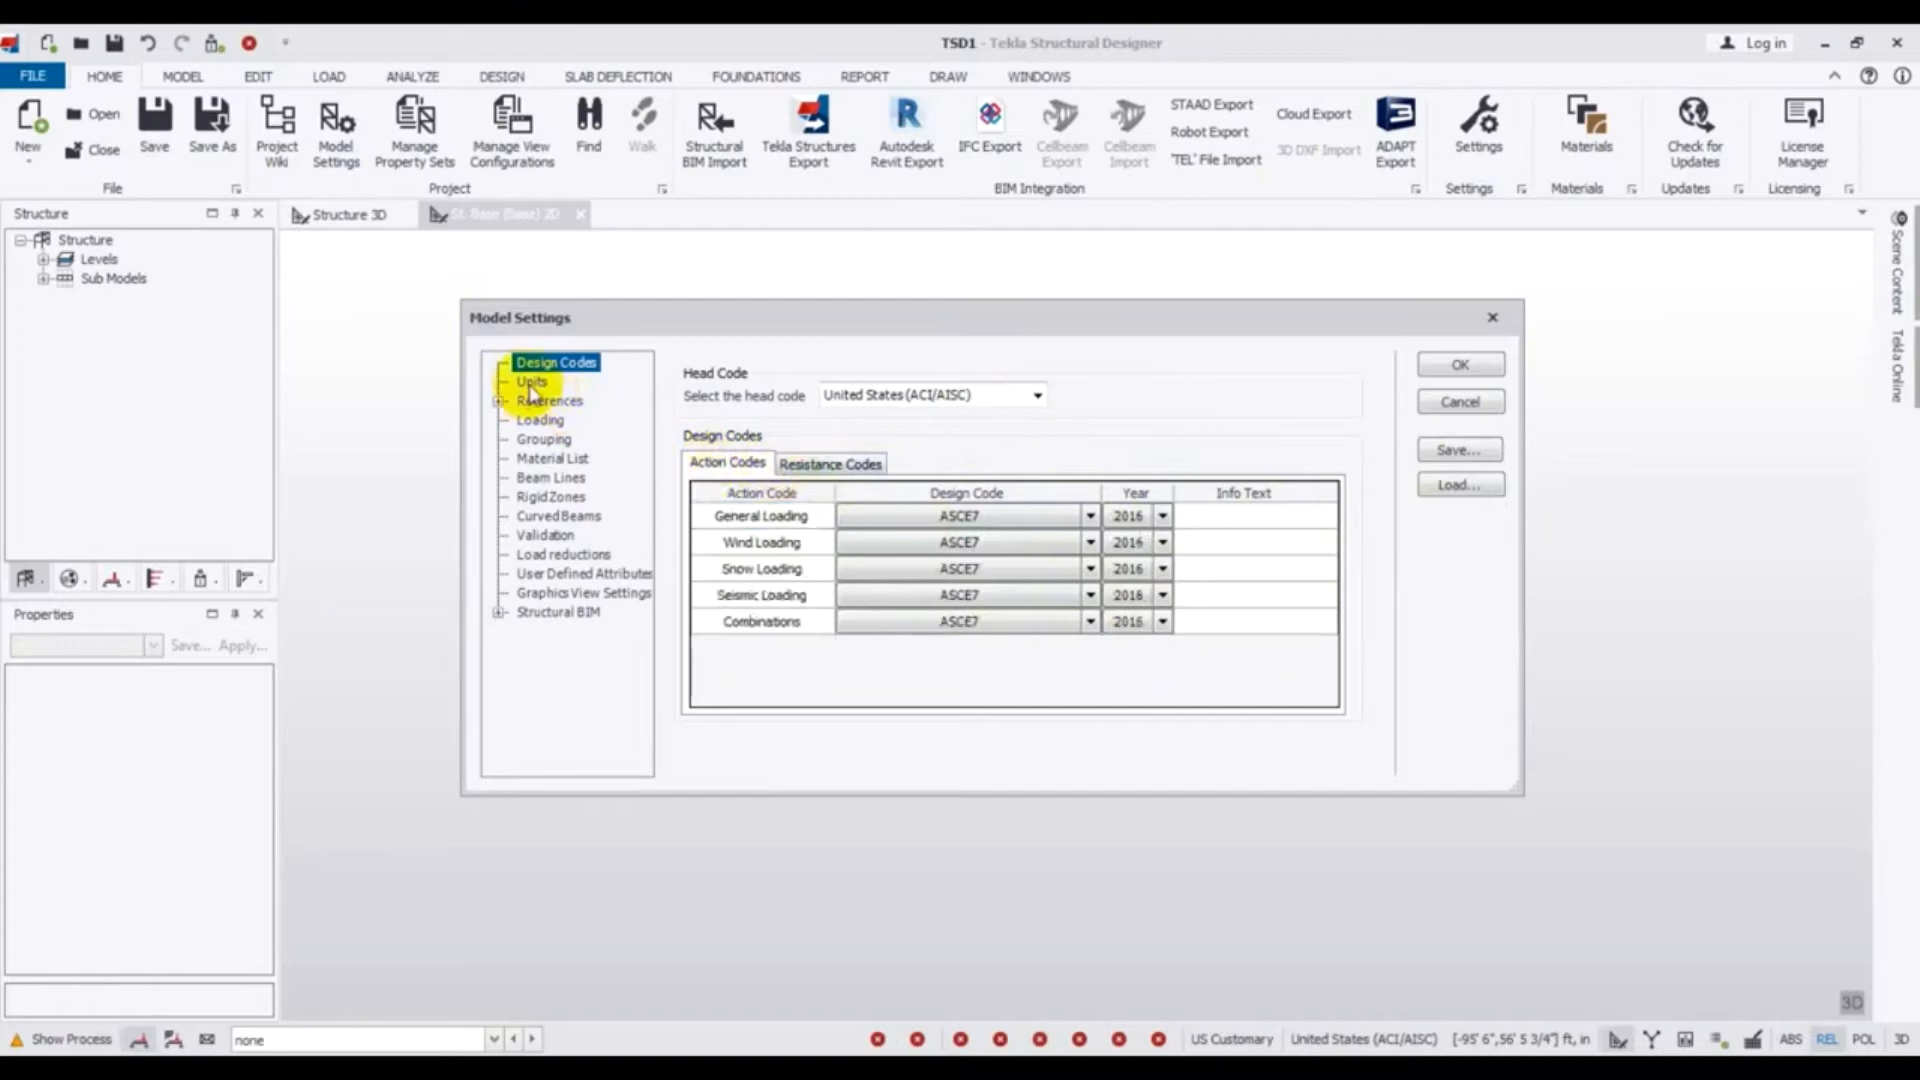 TSD1 - Tekla Structural Designer
Log in
FILE HOME MODEL EDIT LOAD ANALYZE DESIGN SLAB DEFLECTION FOUNDATIONS REPORT DRAW WINDOWS
New
Open
Close
Save
Save As
Project Wiki
Model Settings
Manage Property Sets
Manage View Configurations
Find
Walk
Structural BIM Import
Tekla Structures Export
Autodesk Revit Export
IFC Export
Cellbeam Export
Cellbeam Import
STAAD Export
Robot Export
'TEL' File Import
Cloud Export
3D DXF Import
ADAPT Export
Settings
Materials
Check for Updates
License Manager
File Project BIM Integration Settings Materials Updates Licensing
Structure
Structure 3D
St. Base (Base) 2D
Structure
Levels
Sub Models
Scene Content
Tekla Online
Properties
Save... Apply...
Model Settings
Design Codes
Units
References
Loading
Grouping
Material List
Beam Lines
Rigid Zones
Curved Beams
Validation
Load reductions
User Defined Attributes
Graphics View Settings
Structural BIM
Head Code
Select the head code United States (ACI/AISC)
Design Codes
Action Codes Resistance Codes
Action Code Design Code Year Info Text
General Loading ASCE7 2016
Wind Loading ASCE7 2016
Snow Loading ASCE7 2016
Seismic Loading ASCE7 2016
Combinations ASCE7 2016
OK
Cancel
Save...
Load...
3D
Show Process none US Customary United States (ACI/AISC) [-95' 6",56' 5 3/4"] ft, in ABS REL POL 3D